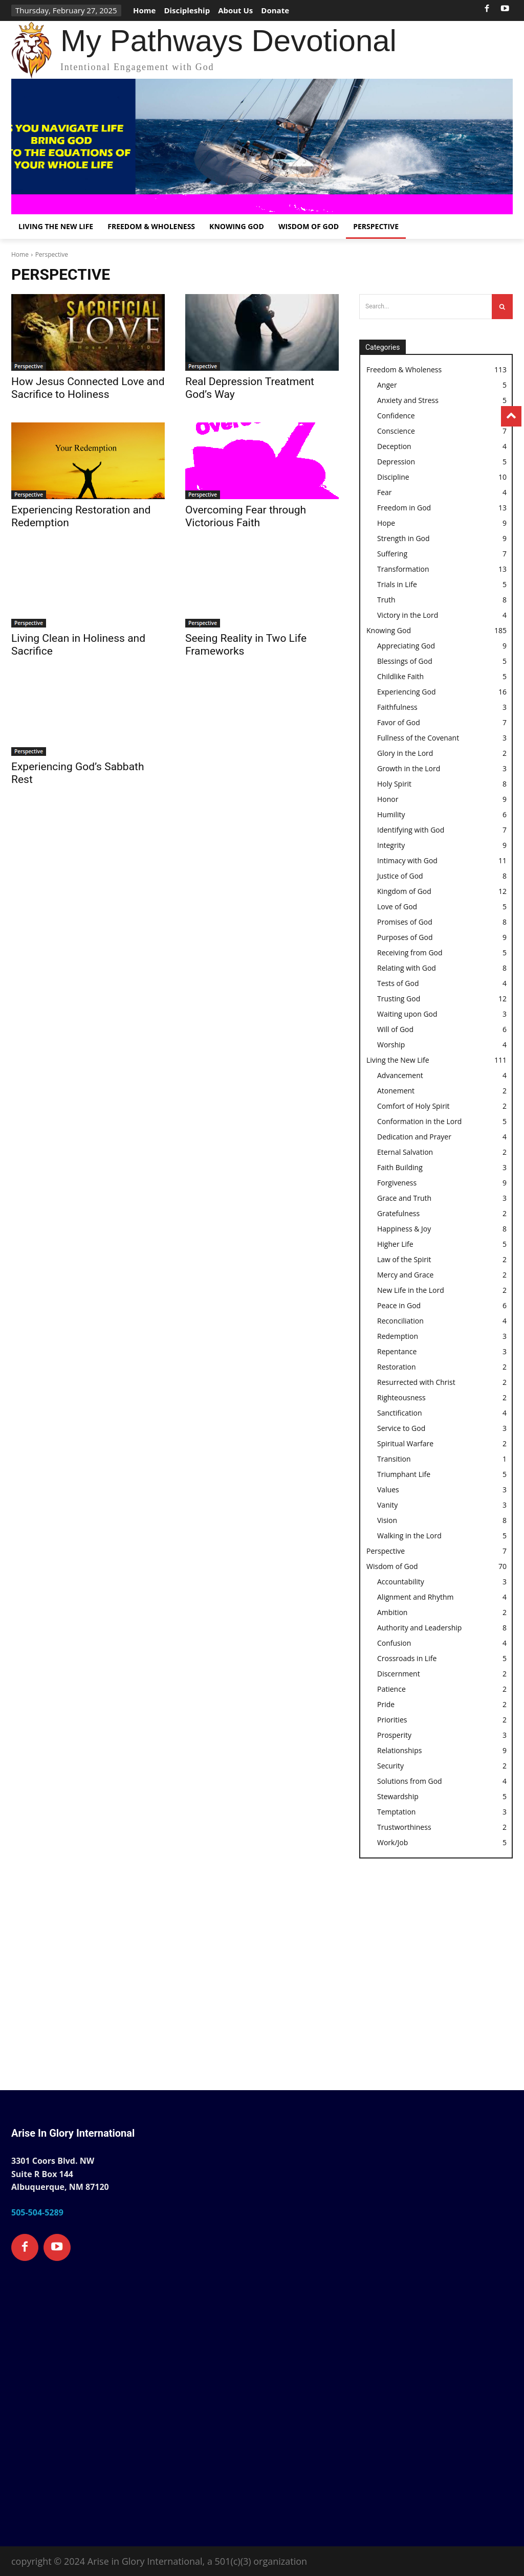 Thursday, February 27, 2025
Home Discipleship About Us Donate
My Pathways Devotional
Intentional Engagement with God
S YOU NAVIGATE LIFE
BRING GOD
TO THE EQUATIONS OF
YOUR WHOLE LIFE
LIVING THE NEW LIFE FREEDOM & WHOLENESS KNOWING GOD WISDOM OF GOD PERSPECTIVE
Home › Perspective
PERSPECTIVE
SACRIFICIAL
LOVE
Perspective
How Jesus Connected Love and
Sacrifice to Holiness
Perspective
Real Depression Treatment
God's Way
Your Redemption
Perspective
Experiencing Restoration and
Redemption
Perspective
Overcoming Fear through
Victorious Faith
Perspective
Living Clean in Holiness and
Sacrifice
Perspective
Seeing Reality in Two Life
Frameworks
Perspective
Experiencing God's Sabbath
Rest
Search...
Categories
Freedom & Wholeness 113
Anger 5
Anxiety and Stress 5
Confidence
Conscience 7
Deception 4
Depression 5
Discipline 10
Fear 4
Freedom in God 13
Hope 9
Strength in God 9
Suffering 7
Transformation 13
Trials in Life 5
Truth 8
Victory in the Lord 4
Knowing God 185
Appreciating God 9
Blessings of God 5
Childlike Faith 5
Experiencing God 16
Faithfulness 3
Favor of God 7
Fullness of the Covenant 3
Glory in the Lord 2
Growth in the Lord 3
Holy Spirit 8
Honor 9
Humility 6
Identifying with God 7
Integrity 9
Intimacy with God 11
Justice of God 8
Kingdom of God 12
Love of God 5
Promises of God 8
Purposes of God 9
Receiving from God 5
Relating with God 8
Tests of God 4
Trusting God 12
Waiting upon God 3
Will of God 6
Worship 4
Living the New Life 111
Advancement 4
Atonement 2
Comfort of Holy Spirit 2
Conformation in the Lord 5
Dedication and Prayer 4
Eternal Salvation 2
Faith Building 3
Forgiveness 9
Grace and Truth 3
Gratefulness 2
Happiness & Joy 8
Higher Life 5
Law of the Spirit 2
Mercy and Grace 2
New Life in the Lord 2
Peace in God 6
Reconciliation 4
Redemption 3
Repentance 3
Restoration 2
Resurrected with Christ 2
Righteousness 2
Sanctification 4
Service to God 3
Spiritual Warfare 2
Transition 1
Triumphant Life 5
Values 3
Vanity 3
Vision 8
Walking in the Lord 5
Perspective 7
Wisdom of God 70
Accountability 3
Alignment and Rhythm 4
Ambition 2
Authority and Leadership 8
Confusion 4
Crossroads in Life 5
Discernment 2
Patience 2
Pride 2
Priorities 2
Prosperity 3
Relationships 9
Security 2
Solutions from God 4
Stewardship 5
Temptation 3
Trustworthiness 2
Work/Job 5
Arise In Glory International
3301 Coors Blvd. NW
Suite R Box 144
Albuquerque, NM 87120
505-504-5289
copyright © 2024 Arise in Glory International, a 501(c)(3) organization